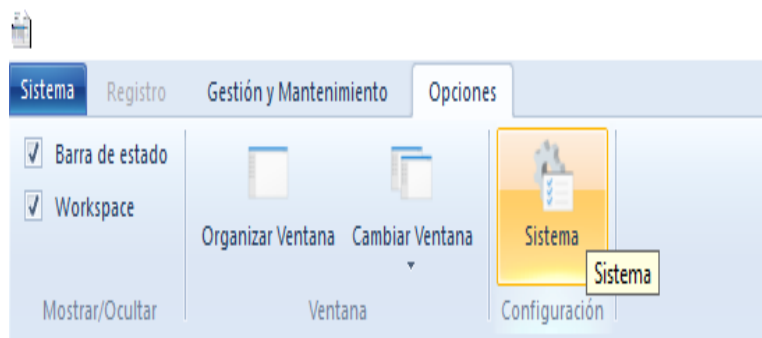 Sistema Registro Gestión y Mantenimiento Opciones
Barra de estado
Workspace
Organizar Ventana Cambiar Ventana Sistema
Sistema
Mostrar/Ocultar Ventana Configuración